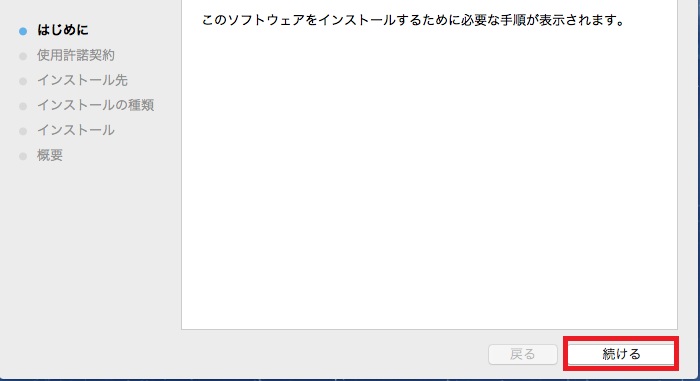 はじめに
使用許諾契約
インストール先
インストールの種類
インストール
概要
このソフトウェアをインストールするために必要な手順が表示されます。
戻る
続ける